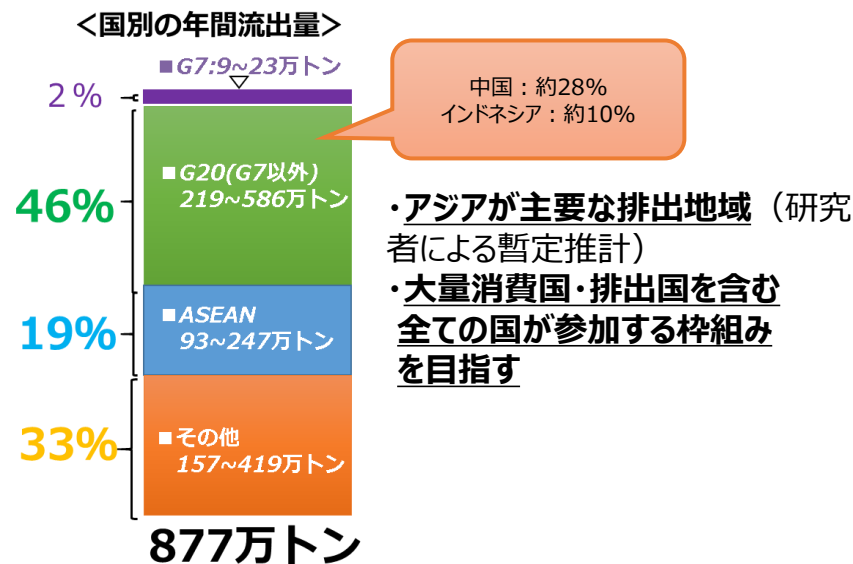 <国別の年間流出量>
■G7:9~23万トン
2%
中国：約28%
インドネシア：約10%
46%
■G20(G7以外)
219~586万トン
19%
■ASEAN
93~247万トン
33%
■その他
157~419万トン
877万トン
・アジアが主要な排出地域（研究
者による暫定推計）
・大量消費国・排出国を含む
全ての国が参加する枠組み
を目指す